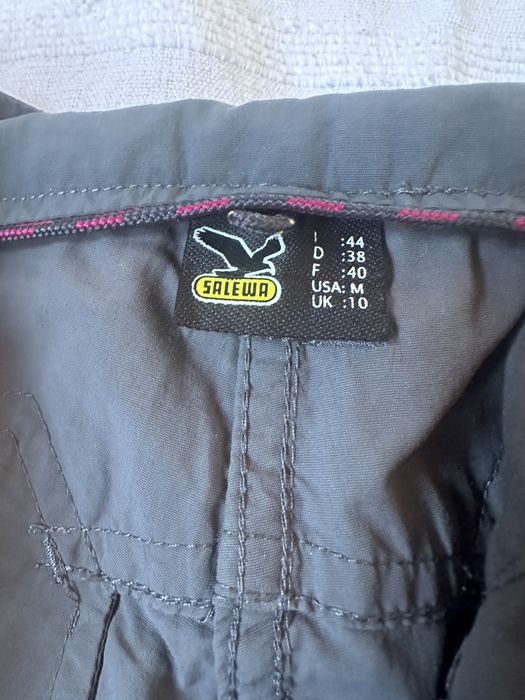 SALEWA
I :44
D :38
F :40
USA: M
UK :10